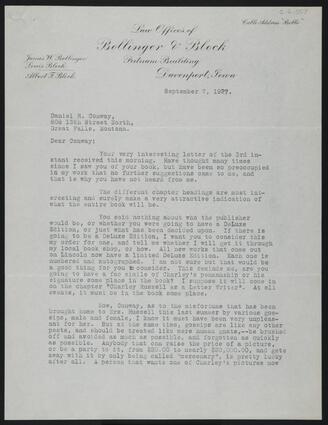 Cable Address "Bobls"
Law Offices of
Bollinger & Block
Putnam Building
Davenport, Iowa
James W. Bollinger
Louis Block
Albert F. Block
September 7, 1927.
Daniel R. Conway,
13th Street North,
Great Falls, Montana.
Dear Conway:
Your very interesting letter of the 3rd in-
stant received this morning. Have thought many times
since I saw you of your book, but have been so preoccupied
in my work that no further suggestions came to me, and
that is why you have not heard from me.
The different chapter headings are most int-
eresting and surely make a very attractive indication of
what the entire book will be.
You said nothing about who the publisher
would be, or whether you were going to have a DeLuxe
Edition, or just what has been decided upon. If there is
going to be a DeLuxe Edition, I want you to consider this
my order for one, and tell me whether I will get it through
my local book shop, or how. All new works that come out
on Lincoln now have a limited DeLuxe Edition. Each one is
numbered and autographed. I am not sure but that would be
a good thing for you to consider. This reminds me, are you
going to have a fac simile of Charley's penmanship or his
signature some place in the book? I suppose it will come in
on the chapter "Charley Russell as a Letter Writer". At all
events, it must be in the book some place.
Now, Conway, as to the misfortune that has been
brought home to Mrs. Russell this last summer by various gos-
sips, male and female, I know it must have been very unpleas-
ant for her. But at the same time, gossips are like any other
pests, and should be treated like mere human gnats,--be brushed
off and avoided as much as possible, and forgotten as quickly
as possible. Anybody that can raise the price of a picture,
or be a party to it, from $20.00 to nearly $20,000.00, and gets
away with it by only being called "mercenary", is pretty lucky
after all. A person that wants one of Charley's pictures now